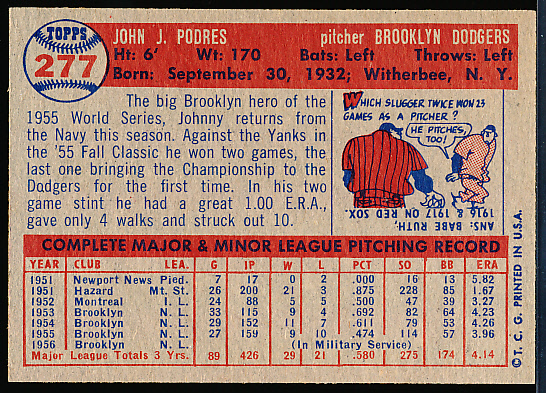 TOPPS
277
JOHN J. PODRES pitcher BROOKLYN DODGERS
Ht: 6' Wt: 170 Bats: Left Throws: Left
Born: September 30, 1932; Witherbee, N. Y.
The big Brooklyn hero of the
1955 World Series, Johnny returns from
the Navy this season. Against the Yanks in
the '55 Fall Classic he won two games, the
last one bringing the Championship to the
Dodgers for the first time. In his two
game stint he had a great 1.00 E.R.A.,
gave only 4 walks and struck out 10.
WHICH SLUGGER TWICE WON 23
GAMES AS A PITCHER?
HE PITCHES,
TOO!
ANS: BABE RUTH,
1916 & 1917 ON RED SOX.
COMPLETE MAJOR & MINOR LEAGUE PITCHING RECORD
YEAR CLUB LEA. G IP W L PCT SO BB ERA
1951 Newport News Pied. 7 17 0 2 .000 16 13 5.82
1951 Hazard Mt. St. 26 200 21 3 .875 228 85 1.67
1952 Montreal I. L. 24 88 5 5 .500 47 39 3.27
1953 Brooklyn N. L. 33 115 9 4 .692 82 64 4.23
1954 Brooklyn N. L. 29 152 11 7 .611 79 53 4.26
1955 Brooklyn N. L. 27 159 9 10 .474 114 57 3.96
1956 Brooklyn N. L. (In Military Service)
Major League Totals 3 Yrs. 89 426 29 21 .580 275 174 4.14
©T. C. G. PRINTED IN U.S.A.